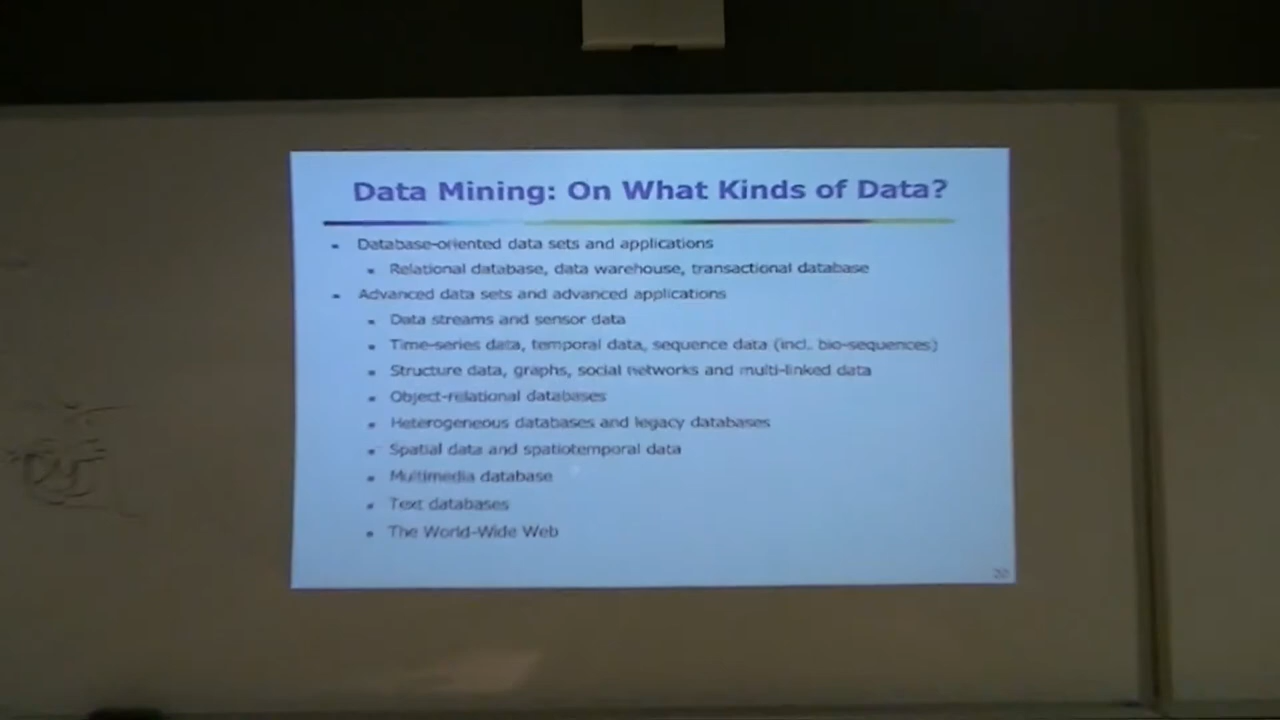 Data Mining: On What Kinds of Data?
Database-oriented data sets and applications
Relational database, data warehouse, transactional database
Advanced data sets and advanced applications
Data streams and sensor data
Time-series data, temporal data, sequence data (incl. bio-sequences)
Structure data, graphs, social networks and multi-linked data
Object-relational databases
Heterogeneous databases and legacy databases
Spatial data and spatiotemporal data
Multimedia database
Text databases
The World-Wide Web
20